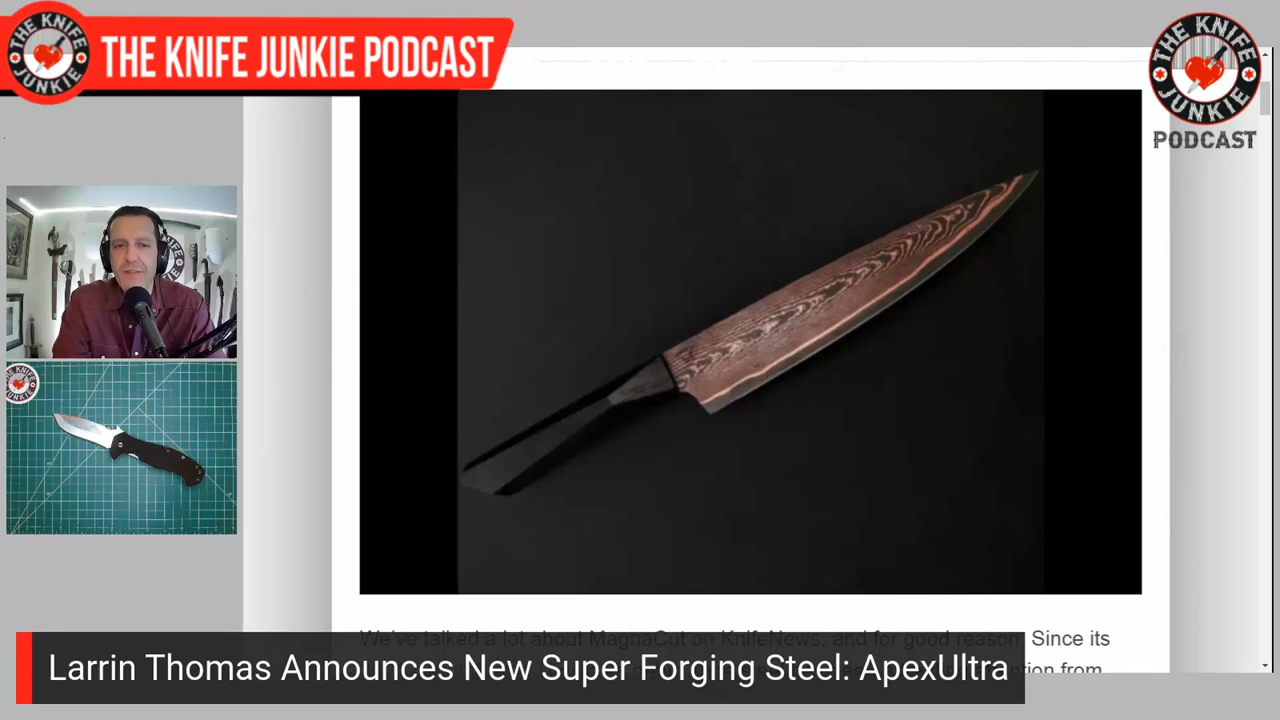 THE KNIFE JUNKIE
THE KNIFE JUNKIE PODCAST
THE KNIFE JUNKIE
PODCAST
We've talked a lot about MagnaCut on KnifeNews, and for good reason. Since its
from
Larrin Thomas Announces New Super Forging Steel: ApexUltra